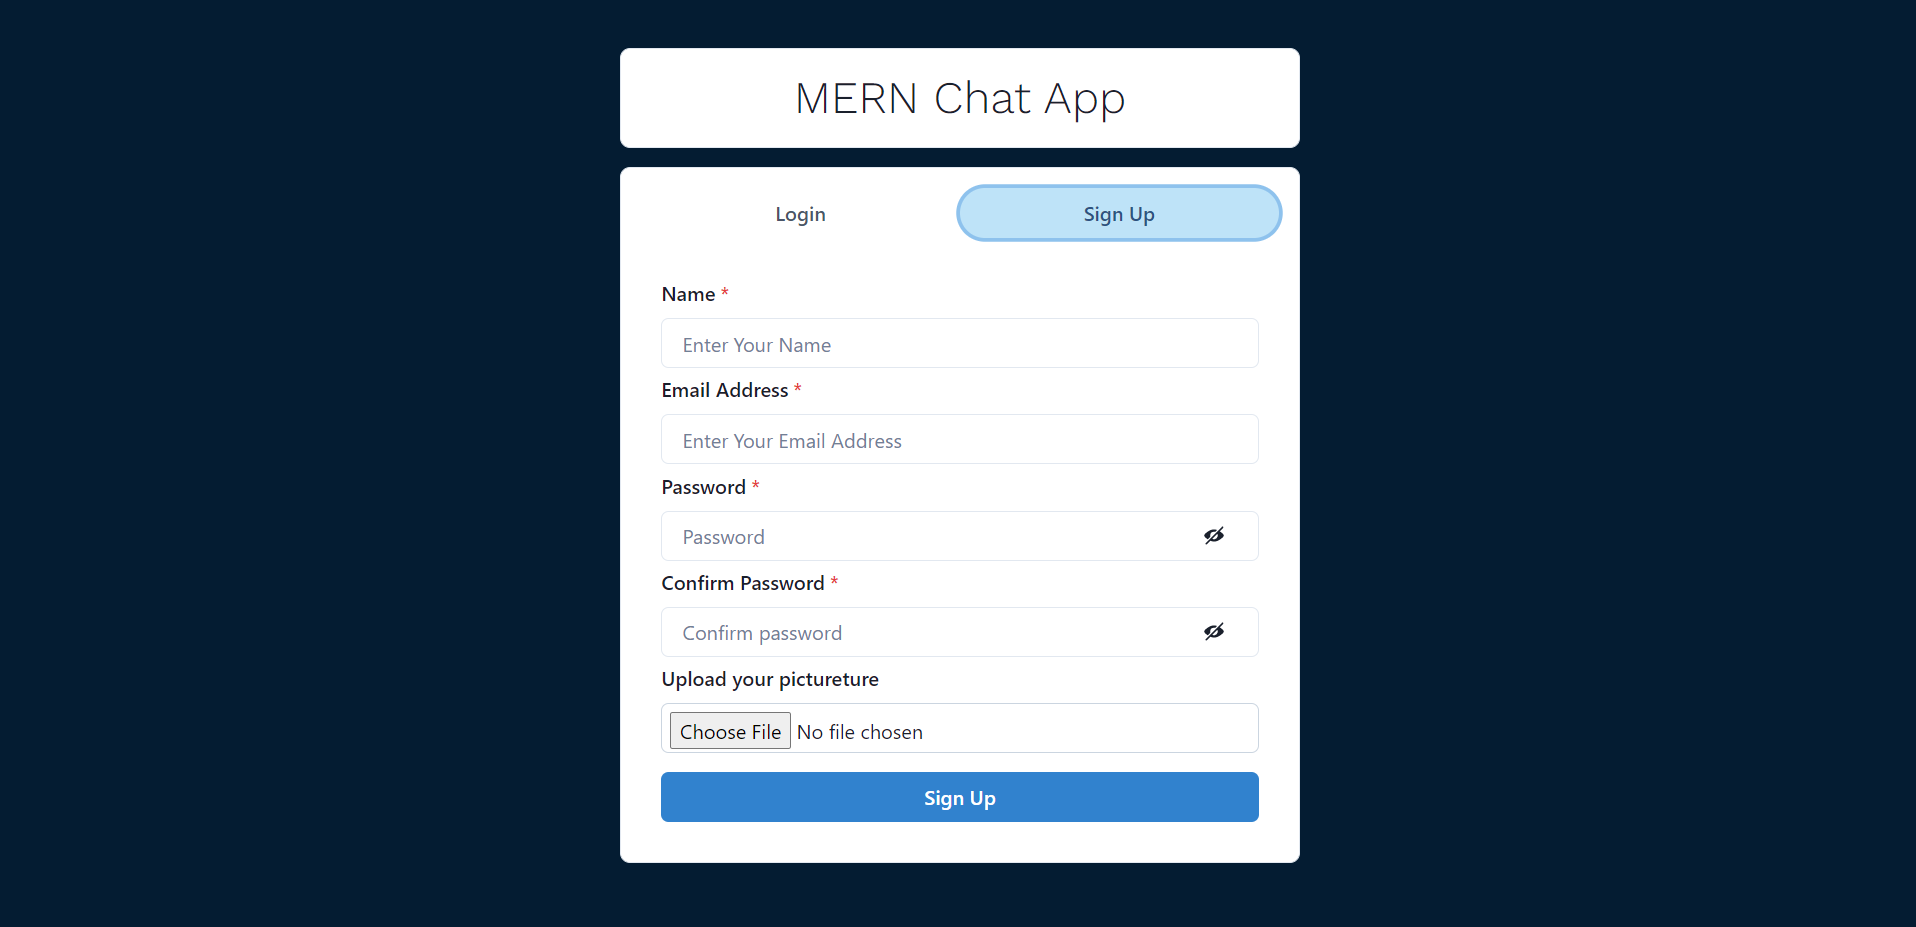 MERN Chat App
Login Sign Up
Name *
Enter Your Name
Email Address *
Enter Your Email Address
Password *
Password
Confirm Password *
Confirm password
Upload your pictureture
Choose File No file chosen
Sign Up